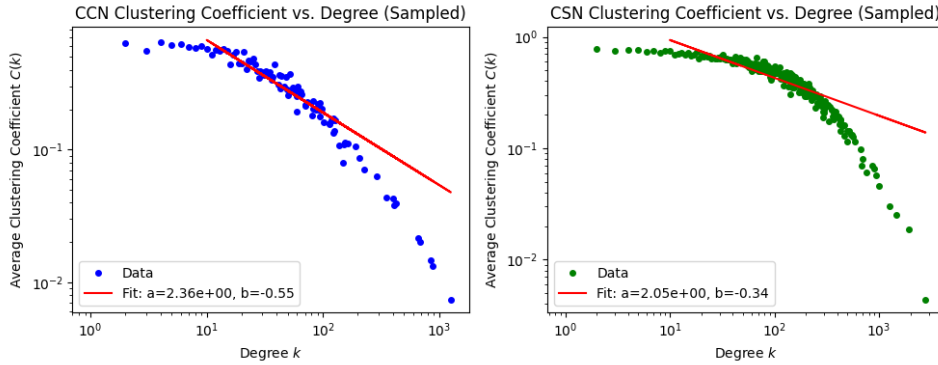 CCN Clustering Coefficient vs. Degree (Sampled)
Average Clustering Coefficient C(k)
10⁻¹
10⁻²
Data
Fit: a=2.36e+00, b=-0.55
10⁰ 10¹ 10² 10³
Degree k
CSN Clustering Coefficient vs. Degree (Sampled)
Average Clustering Coefficient C(k)
10⁰
10⁻¹
10⁻²
Data
Fit: a=2.05e+00, b=-0.34
10⁰ 10¹ 10² 10³
Degree k